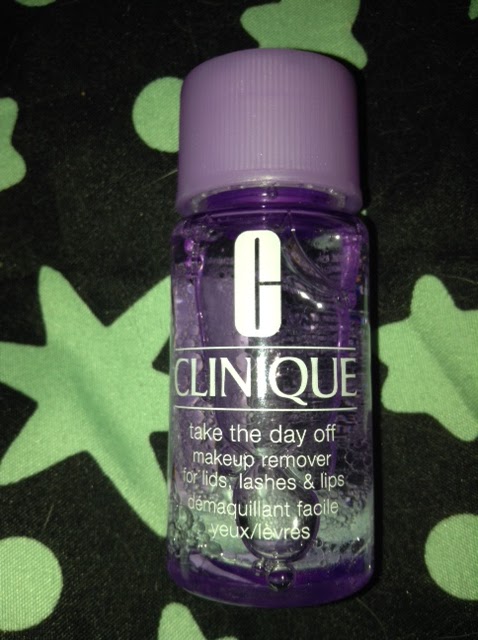 C
CLINIQUE
take the day off
makeup remover
for lids, lashes & lips
démaquillant facile
yeux/lèvres